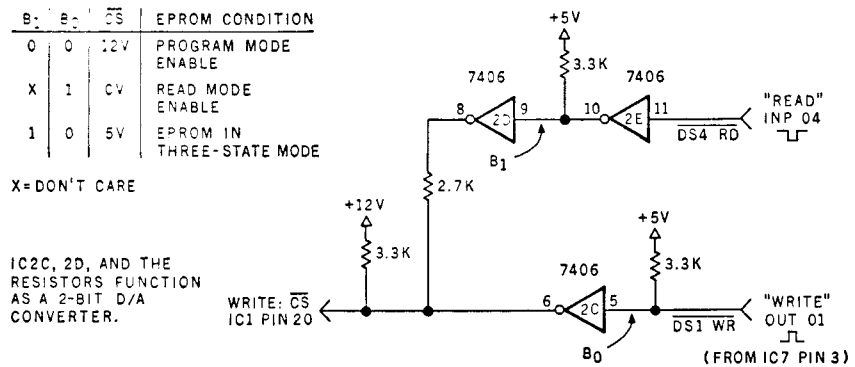 B1 B0 CS EPROM CONDITION
0 0 12V PROGRAM MODE
ENABLE
X 1 0V READ MODE
ENABLE
1 0 5V EPROM IN
THREE-STATE MODE
X=DON'T CARE
IC2C, 2D, AND THE
RESISTORS FUNCTION
AS A 2-BIT D/A
CONVERTER.
+5V
3.3K
7406
7406
8
2D
9
10
2E
11
DS4 RD
"READ"
INP 04
B1
2.7K
+12V
3.3K
+5V
3.3K
7406
WRITE: CS
IC1 PIN 20
6
2C
5
DS1 WR
"WRITE"
OUT 01
B0
(FROM IC7 PIN 3)